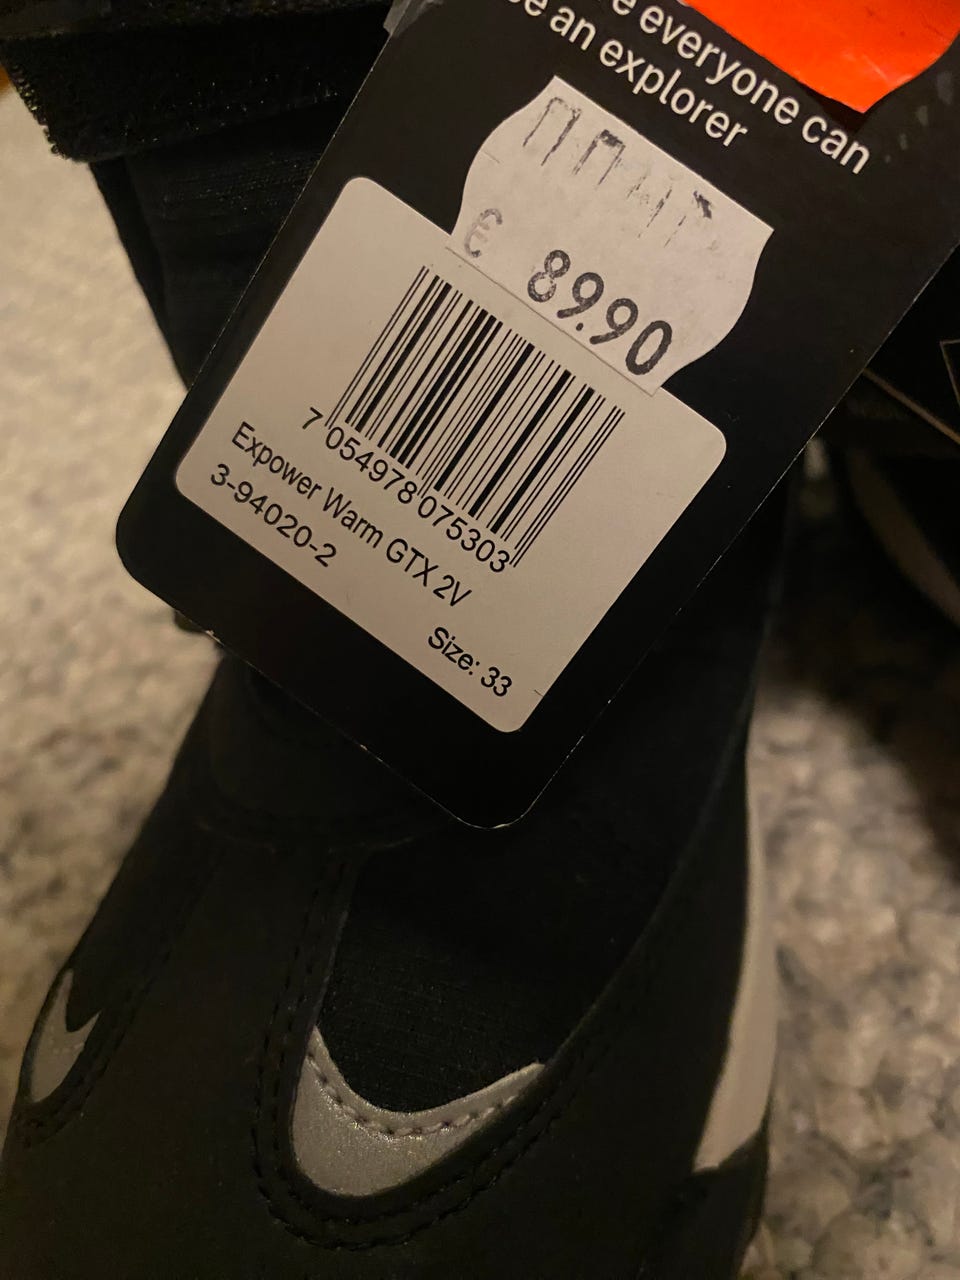 everyone can
an explorer
€ 89.90
7 054978 075303
Expower Warm GTX 2V
3-94020-2
Size: 33